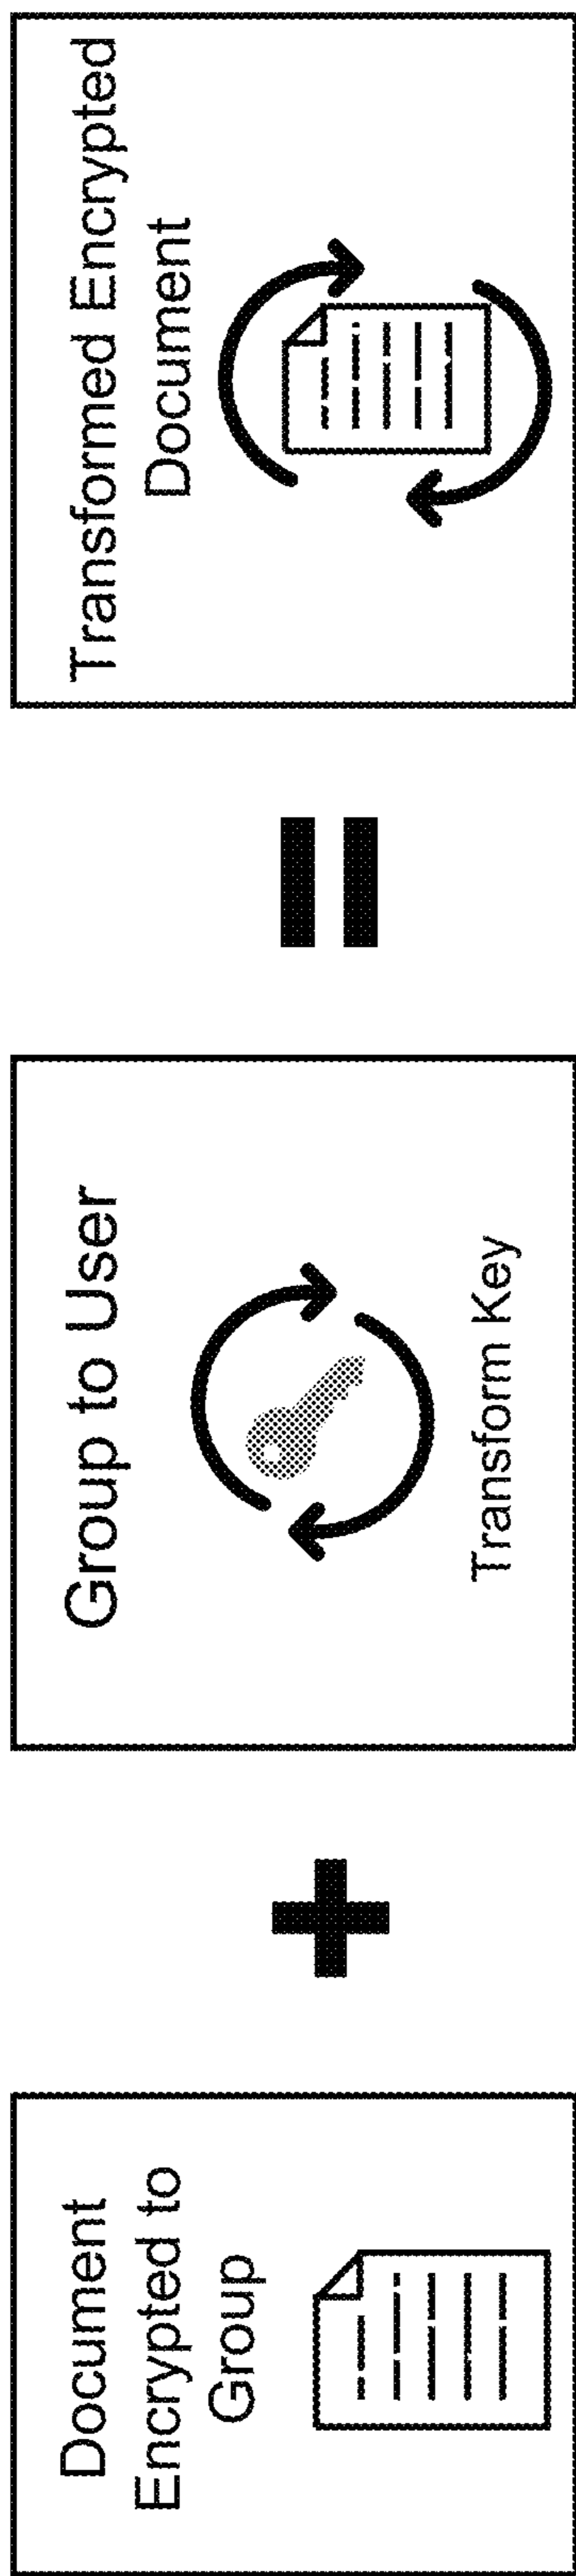 Document
Encrypted to
Group
+
Group to User
Transform Key
=
Transformed Encrypted
Document